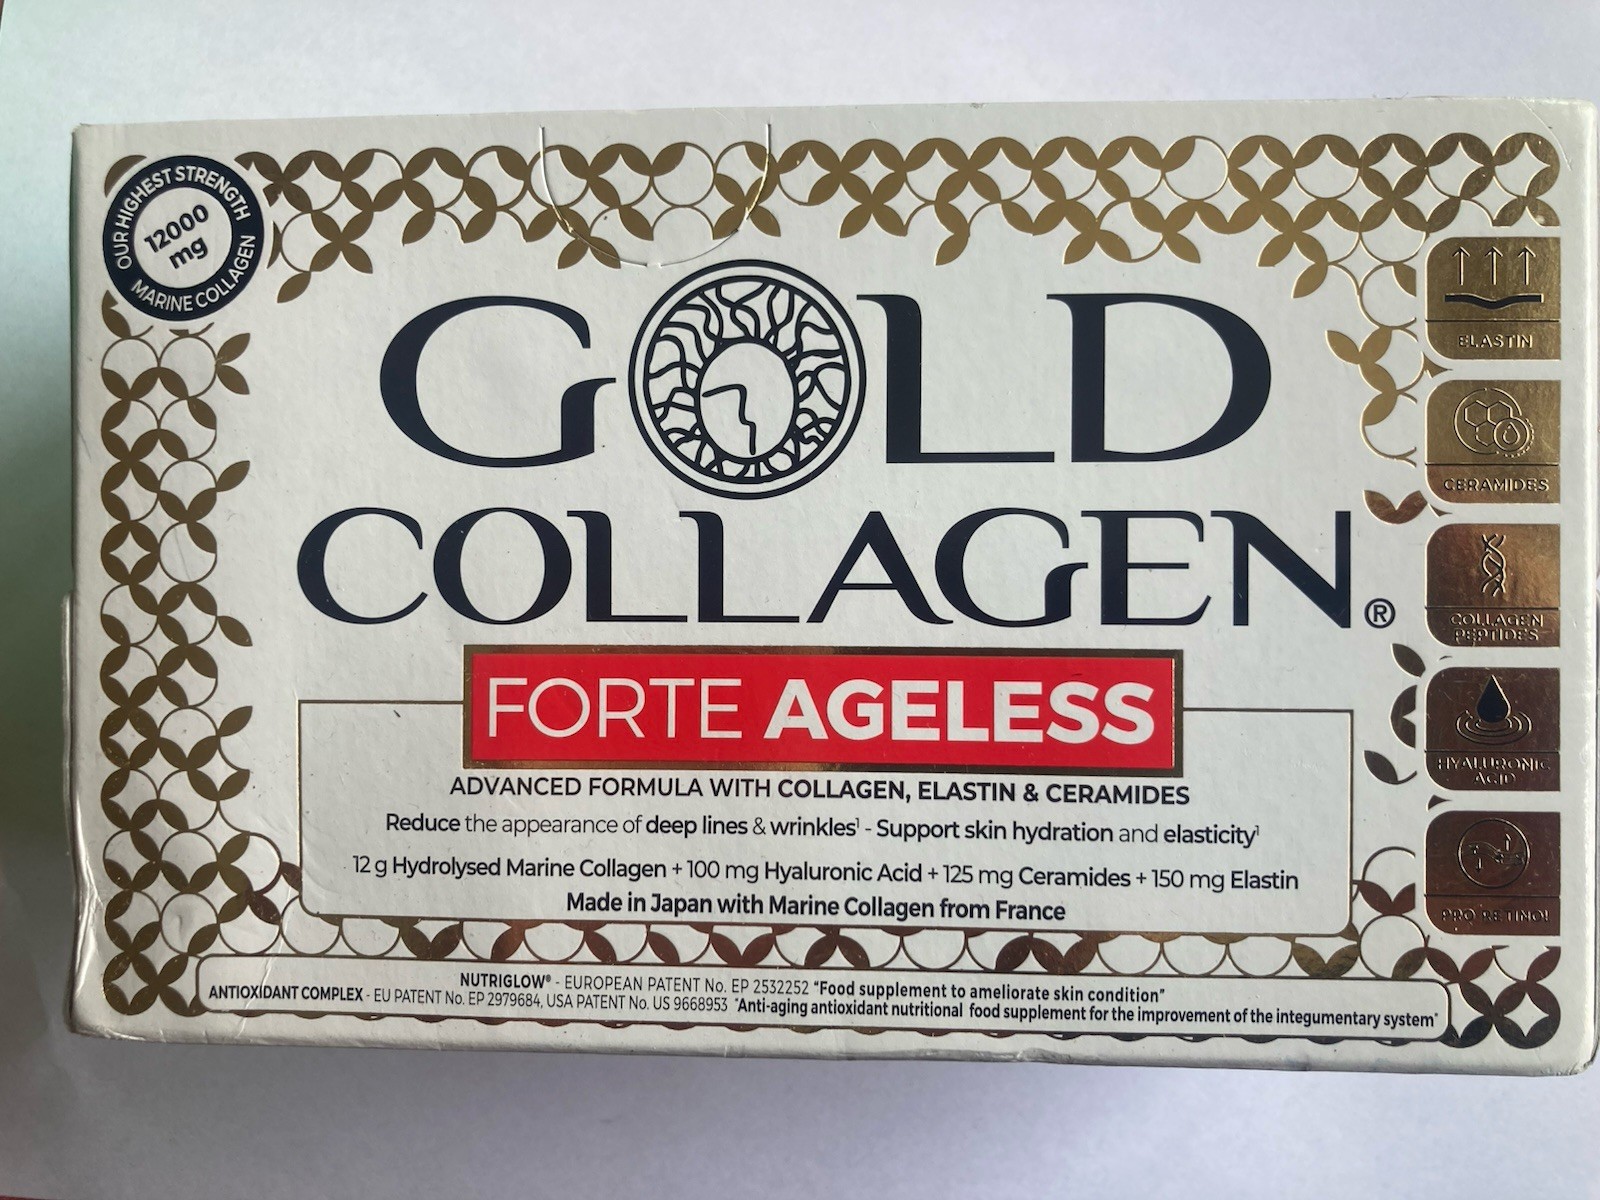 OUR HIGHEST STRENGTH
12000
mg
MARINE COLLAGEN
GOLD
COLLAGEN®
FORTE AGELESS
ADVANCED FORMULA WITH COLLAGEN, ELASTIN & CERAMIDES
Reduce the appearance of deep lines & wrinkles¹ - Support skin hydration and elasticity¹
12 g Hydrolysed Marine Collagen + 100 mg Hyaluronic Acid + 125 mg Ceramides + 150 mg Elastin
Made in Japan with Marine Collagen from France
NUTRIGLOW® - EUROPEAN PATENT No. EP 2532252 "Food supplement to ameliorate skin condition"
ANTIOXIDANT COMPLEX - EU PATENT No. EP 2979684, USA PATENT No. US 9668953 "Anti-aging antioxidant nutritional food supplement for the improvement of the integumentary system"
ELASTIN
CERAMIDES
COLLAGEN
PEPTIDES
HYALURONIC
ACID
PRO RETINOL